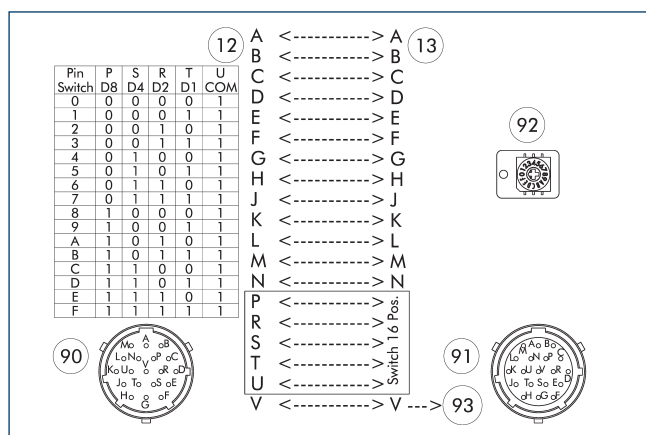 12
13
A <------------> A
B <------------> B
C <------------> C
D <------------> D
E <------------> E
F <------------> F
G <------------> G
H <------------> H
J <------------> J
K <------------> K
L <------------> L
M <------------> M
N <------------> N
P <------------>
R <------------>
S <------------>
T <------------>
U <------------>
Switch 16 Pos.
V <------------> V ---> 93
Pin P S R T U
Switch D8 D4 D2 D1 COM
0 0 0 0 0 1
1 0 0 0 1 1
2 0 0 1 0 1
3 0 0 1 1 1
4 0 1 0 0 1
5 0 1 0 1 1
6 0 1 1 0 1
7 0 1 1 1 1
8 1 0 0 0 1
9 1 0 0 1 1
A 1 0 1 0 1
B 1 0 1 1 1
C 1 1 0 0 1
D 1 1 0 1 1
E 1 1 1 0 1
F 1 1 1 1 1
92
90
A
M B
L N P C
V
K U R D
J T S E
H F
G
91
A B
M C
L N P
K U V R D
J T S E
H G F